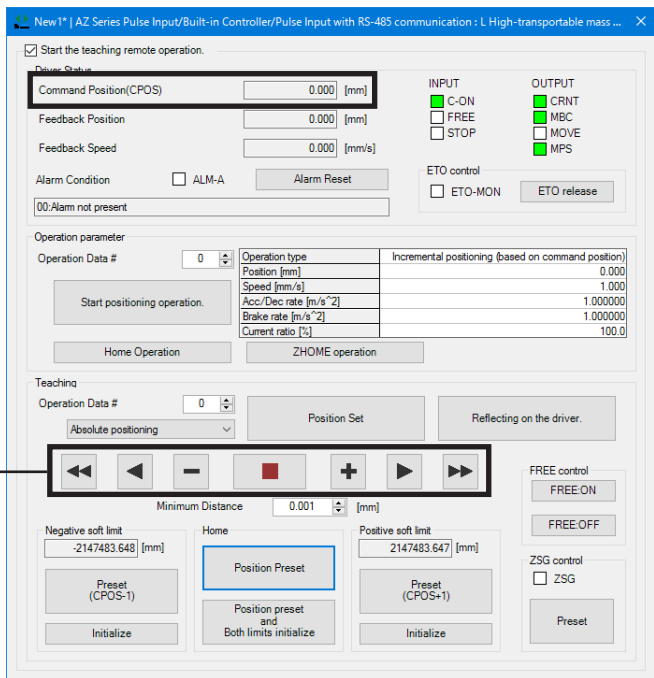 New1* | AZ Series Pulse Input/Built-in Controller/Pulse Input with RS-485 communication : L High-transportable mass ...
Start the teaching remote operation.
Driver Status
Command Position(CPOS) 0.000 [mm]
Feedback Position 0.000 [mm]
Feedback Speed 0.000 [mm/s]
Alarm Condition ALM-A Alarm Reset
00:Alarm not present
INPUT
C-ON
FREE
STOP
OUTPUT
CRNT
MBC
MOVE
MPS
ETO control
ETO-MON ETO release
Operation parameter
Operation Data # 0
Start positioning operation.
Operation type Incremental positioning (based on command position)
Position [mm] 0.000
Speed [mm/s] 1.000
Acc/Dec rate [m/s^2] 1.000000
Brake rate [m/s^2] 1.000000
Current ratio [%] 100.0
Home Operation ZHOME operation
Teaching
Operation Data # 0
Absolute positioning
Position Set Reflecting on the driver.
Minimum Distance 0.001 [mm]
FREE control
FREE:ON
FREE:OFF
Negative soft limit
-2147483.648 [mm]
Preset
(CPOS-1)
Initialize
Home
Position Preset
Position preset
and
Both limits initialize
Positive soft limit
2147483.647 [mm]
Preset
(CPOS+1)
Initialize
ZSG control
ZSG
Preset